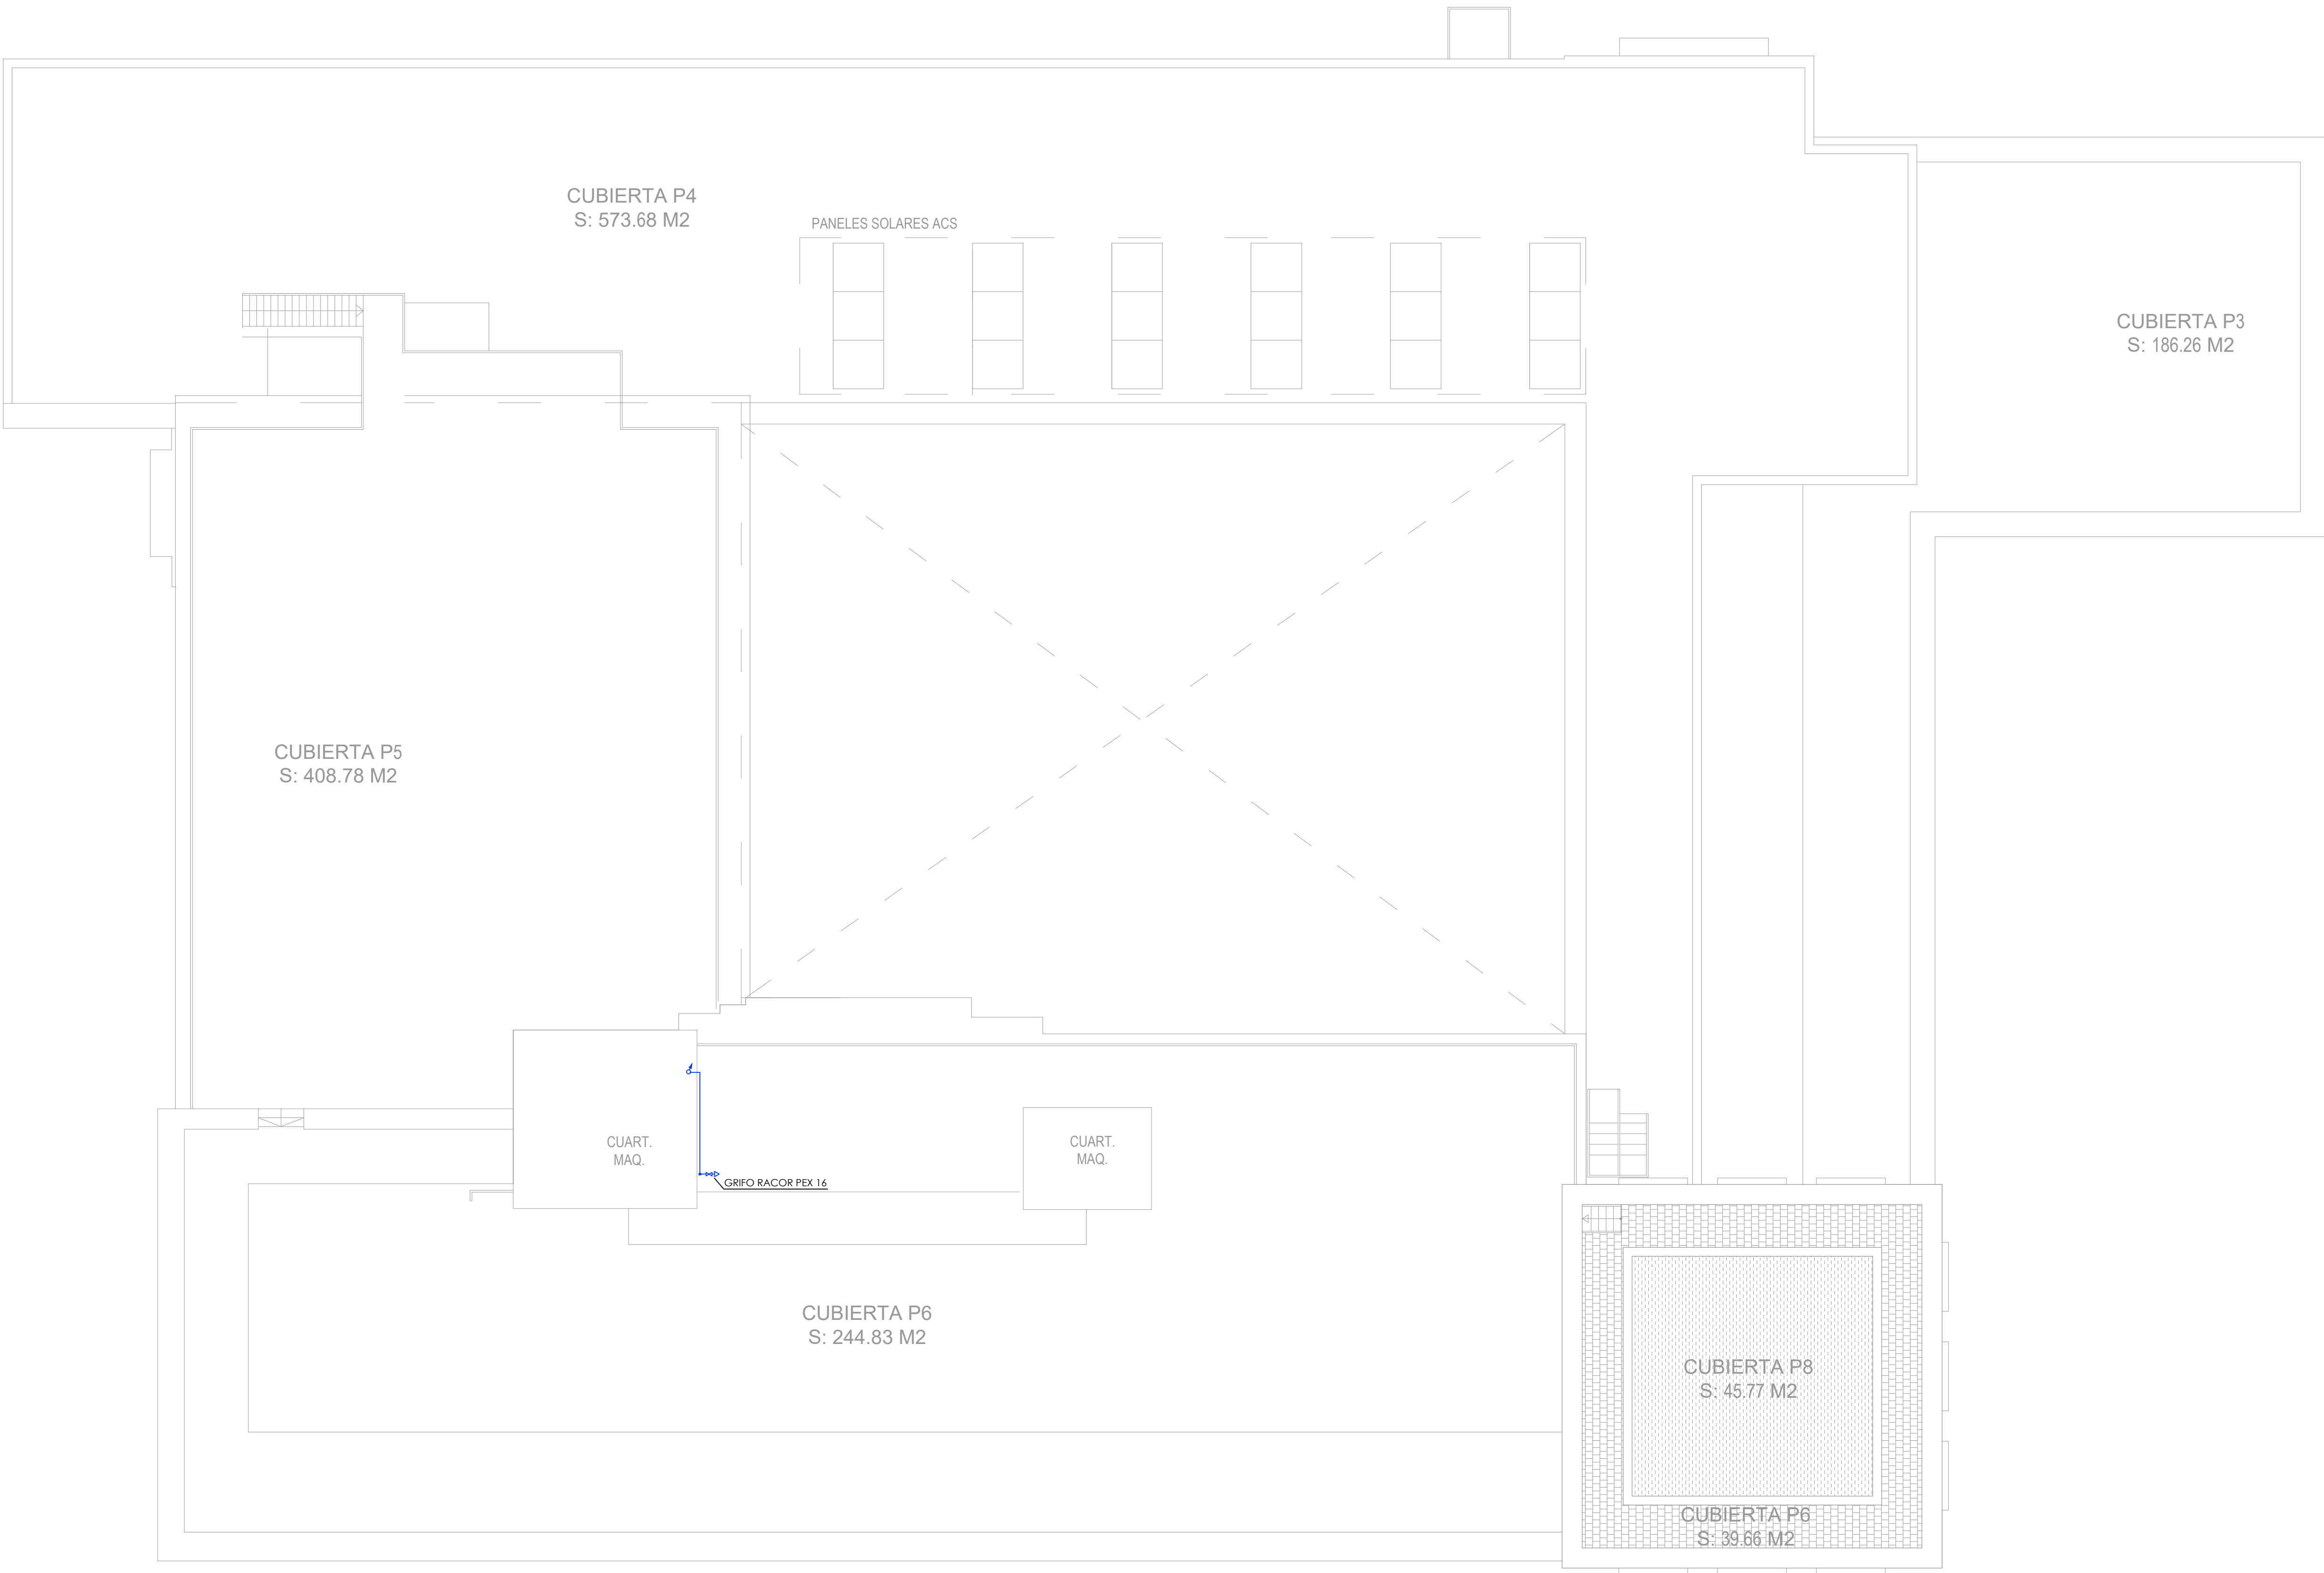 CUBIERTA P4
S: 573.68 M2
PANELES SOLARES ACS
CUBIERTA P3
S: 186.26 M2
CUBIERTA P5
S: 408.78 M2
CUART.
MAQ.
CUART.
MAQ.
GRIFO RACOR PEX 16
CUBIERTA P6
S: 244.83 M2
CUBIERTA P8
S: 45.77 M2
CUBIERTA P6
S: 39.66 M2